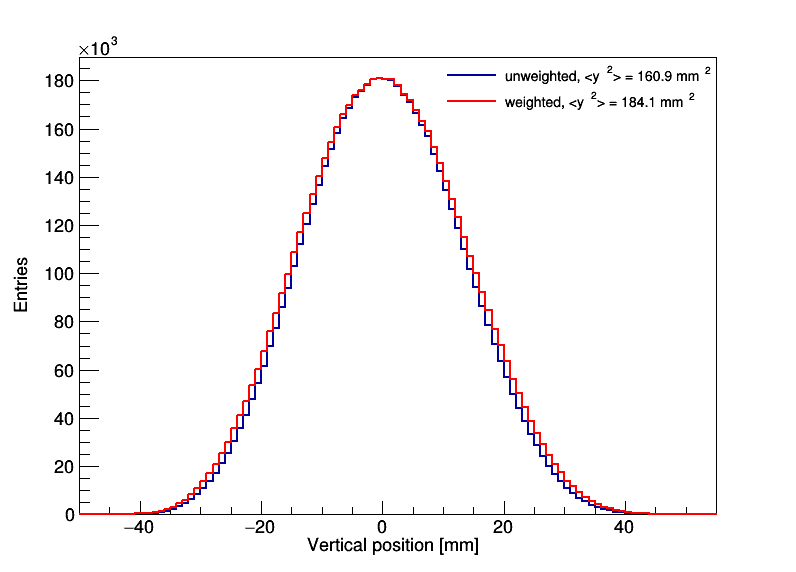 ×10³
unweighted, <y ²> = 160.9 mm ²
weighted, <y ²> = 184.1 mm ²
180
160
140
120
100
80
60
40
20
0
Entries
−40 −20 0 20 40
Vertical position [mm]